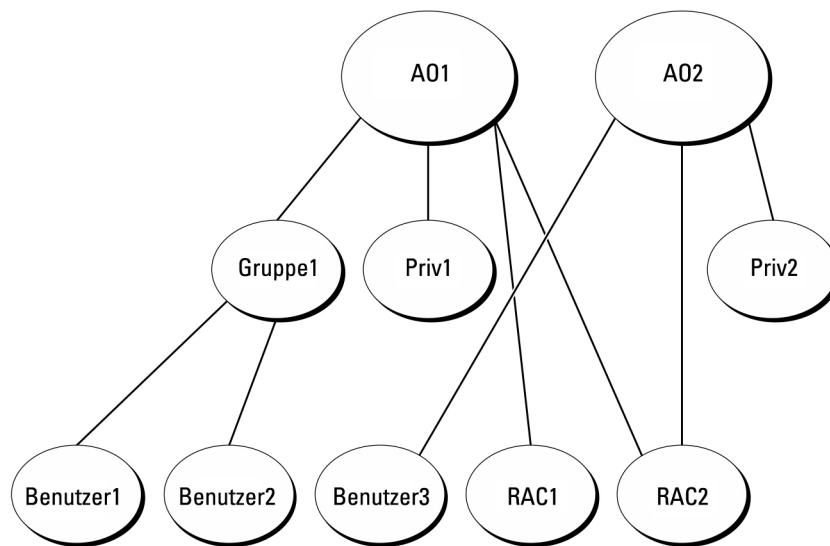 AO1
AO2
Gruppe1
Priv1
Priv2
Benutzer1
Benutzer2
Benutzer3
RAC1
RAC2